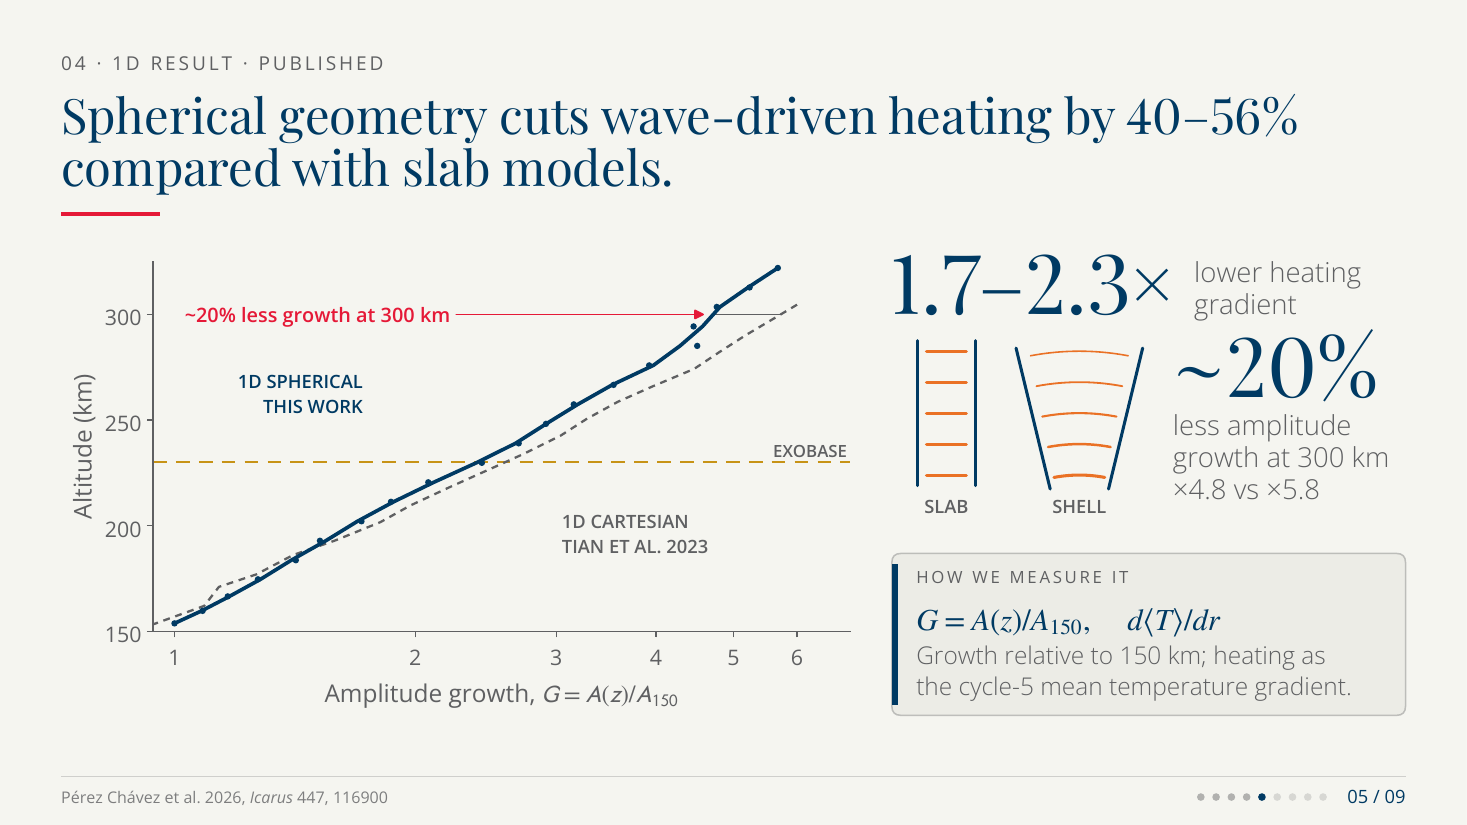 04 · 1D RESULT · PUBLISHED
Spherical geometry cuts wave-driven heating by 40–56%
compared with slab models.
300
250
200
150
Altitude (km)
~20% less growth at 300 km
1D SPHERICAL
THIS WORK
EXOBASE
1D CARTESIAN
TIAN ET AL. 2023
1
2
3
4
5
6
Amplitude growth, G = A(z)/A₁₅₀
1.7–2.3×
lower heating
gradient
SLAB
SHELL
~20%
less amplitude
growth at 300 km
×4.8 vs ×5.8
HOW WE MEASURE IT
G = A(z)/A₁₅₀, d⟨T⟩/dr
Growth relative to 150 km; heating as
the cycle-5 mean temperature gradient.
Pérez Chávez et al. 2026, Icarus 447, 116900
05 / 09